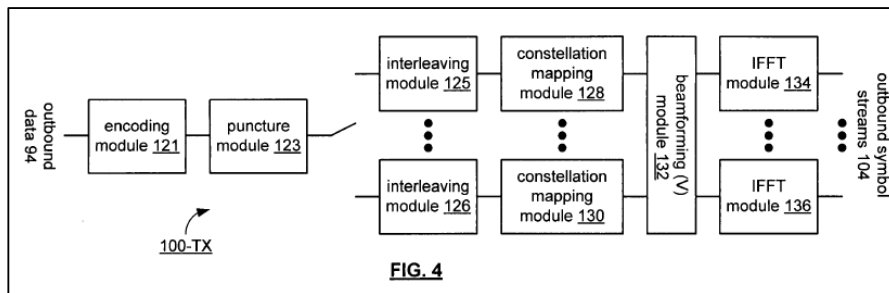 outbound
data 94
encoding
module 121
puncture
module 123
interleaving
module 125
constellation
mapping
module 128
interleaving
module 126
constellation
mapping
module 130
beamforming (V)
module 132
IFFT
module 134
IFFT
module 136
outbound symbol
streams 104
100-TX
FIG. 4